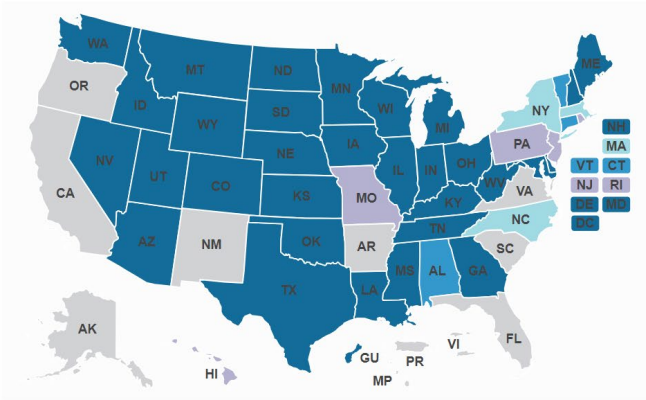 WA
MT
ND
MN
ME
OR
ID
WY
SD
WI
MI
NY
NH
MA
VT CT
NJ RI
DE MD
DC
NV
UT
CO
NE
IA
IL
IN
OH
PA
WV
VA
CA
KS
MO
KY
NC
AZ
NM
OK
AR
TN
SC
TX
LA
MS
AL
GA
FL
AK
HI
GU
MP
PR
VI